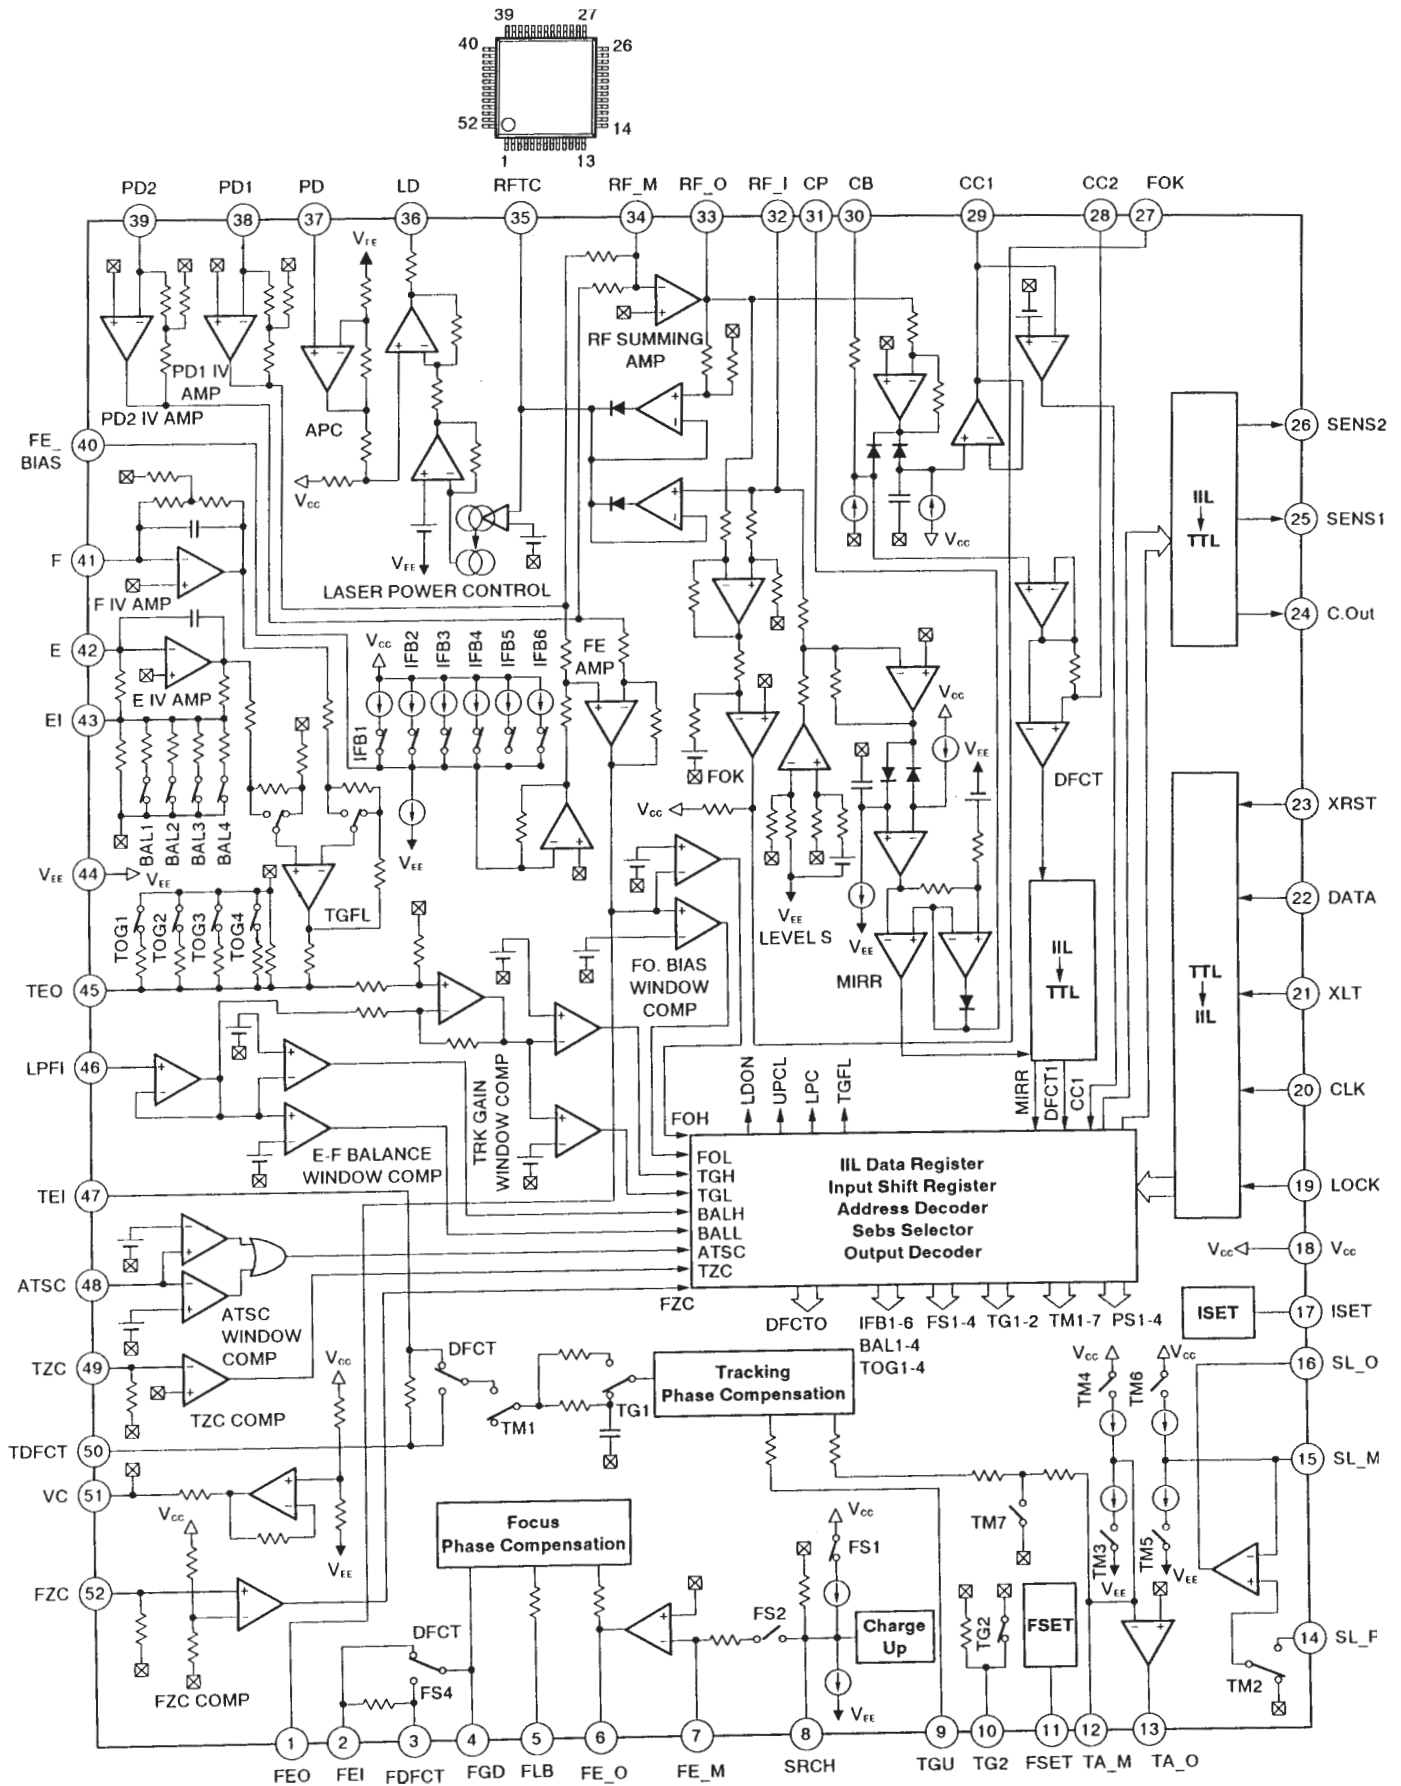 39 27
40 26
52 14
1 13
PD2 PD1 PD LD RFTC RF_M RF_O RF_I CP CB CC1 CC2 FOK
39 38 37 36 35 34 33 32 31 30 29 28 27
RF SUMMING
AMP
PD1 IV
AMP
PD2 IV AMP
APC
VCC
VEE
LASER POWER CONTROL
FE_
BIAS
40
F 41
F IV AMP
E 42
E IV AMP
EI 43
BAL1
BAL2
BAL3
BAL4
VEE 44
VEE
TOG1
TOG2
TOG3
TOG4
TGFL
VCC
IFB1
IFB2
IFB3
IFB4
IFB5
IFB6
VEE
FE
AMP
FOK
VCC
VEE
LEVEL S
VCC
VCC
VEE
VEE
MIRR
DFCT
IIL
TTL
26 SENS2
25 SENS1
24 C.Out
IIL
TTL
TTL
IIL
23 XRST
22 DATA
21 XLT
20 CLK
19 LOCK
VCC 18 VCC
ISET 17 ISET
16 SL_O
15 SL_M
14 SL_P
TEO 45
LPFI 46
E-F BALANCE
WINDOW COMP
TRK GAIN
WINDOW COMP
FO. BIAS
WINDOW
COMP
LDON
UPCL
LPC
TGFL
MIRR
DFCT1
CC1
FOH
FOL
TGH
TGL
BALH
BALL
ATSC
TZC
FZC
IIL Data Register
Input Shift Register
Address Decoder
Sebs Selector
Output Decoder
DFCTO IFB1-6 FS1-4 TG1-2 TM1-7 PS1-4
BAL1-4
TOG1-4
TEI 47
ATSC 48
ATSC
WINDOW
COMP
TZC 49
TZC COMP
TDFCT 50
VC 51
VCC
VEE
VCC
FZC 52
FZC COMP
DFCT
TM1
TG1
Tracking
Phase Compensation
Focus
Phase Compensation
DFCT
FS4
FS2
VCC
FS1
Charge
Up
VEE
TM7
TG2
FSET
VCC
TM4
VCC
TM6
TM3
VEE
TM5
VEE
TM2
1 2 3 4 5 6 7 8 9 10 11 12 13
FEO FEI FDFCT FGD FLB FE_O FE_M SRCH TGU TG2 FSET TA_M TA_O